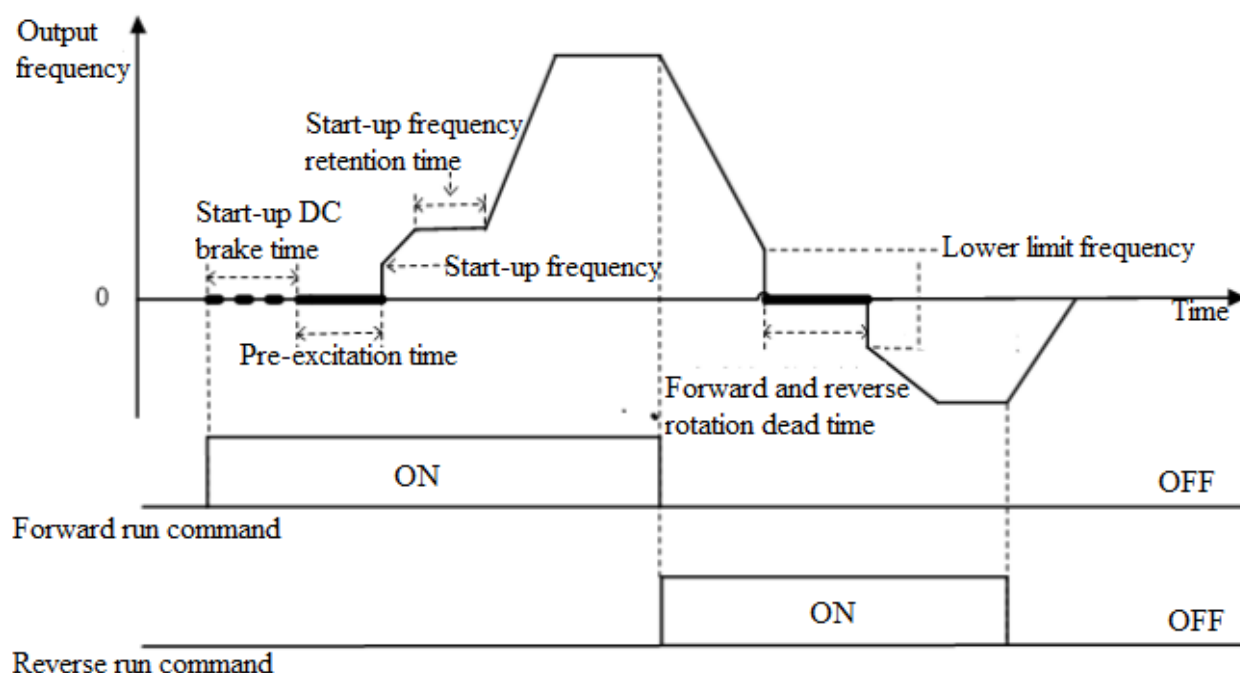 Output
frequency
Start-up frequency
retention time
Start-up DC
brake time
Lower limit frequency
Start-up frequency
0
Time
Pre-excitation time
Forward and reverse
rotation dead time
ON
OFF
Forward run command
ON
OFF
Reverse run command